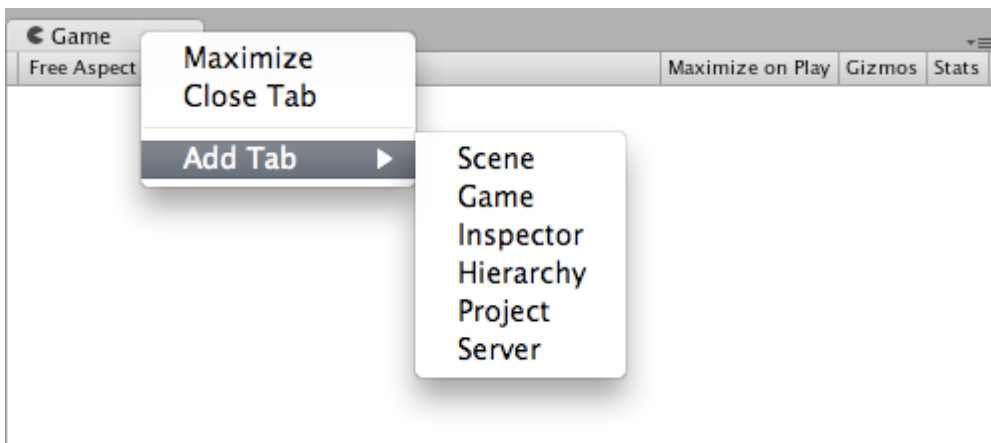 Game
Free Aspect
Maximize on Play Gizmos Stats
Maximize
Close Tab
Add Tab
Scene
Game
Inspector
Hierarchy
Project
Server